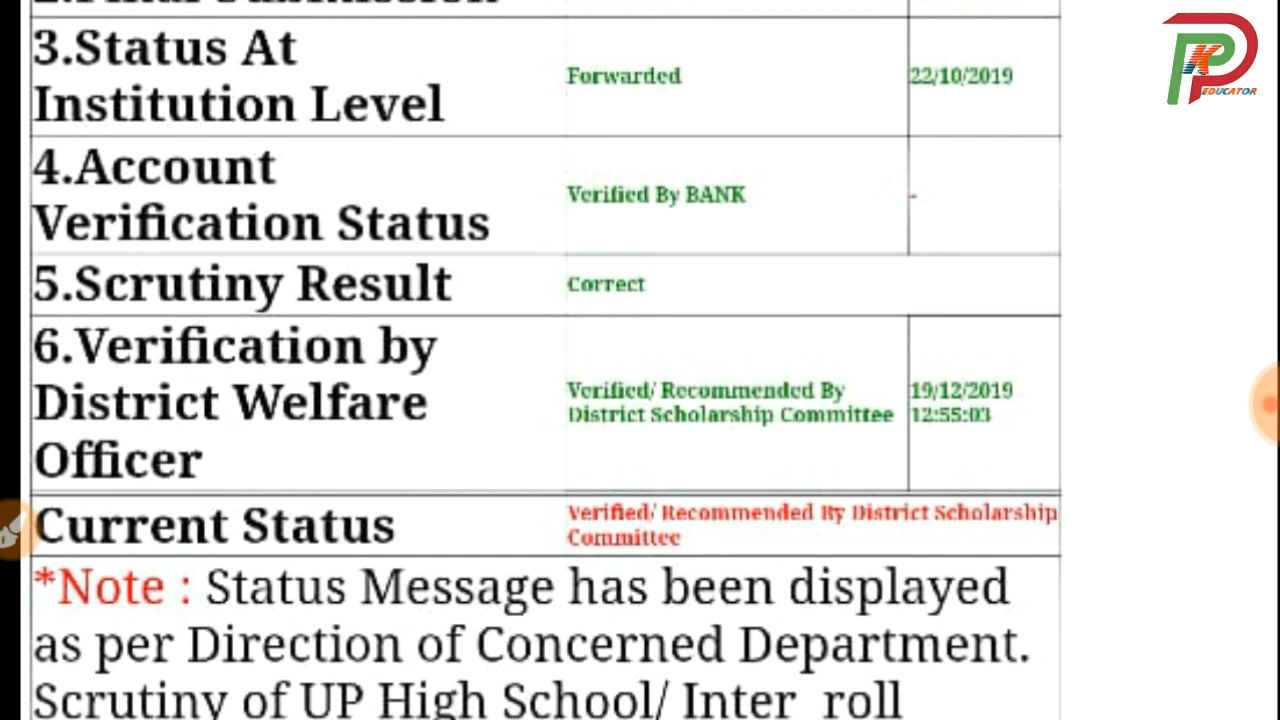 3.Status At
Institution Level
Forwarded
22/10/2019
4.Account
Verification Status
Verified By BANK
-
5.Scrutiny Result
Correct
6.Verification by
District Welfare
Officer
Verified/ Recommended By
District Scholarship Committee
19/12/2019
12:55:03
Current Status
Verified/ Recommended By District Scholarship
Committee
*Note : Status Message has been displayed
as per Direction of Concerned Department.
Scrutiny of UP High School/ Inter roll
PK
EDUCATOR